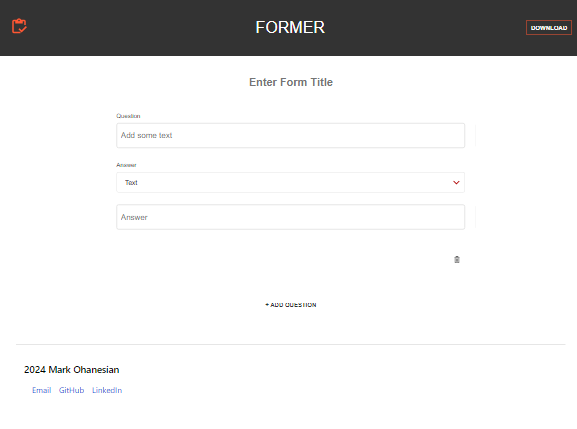 FORMER
DOWNLOAD
Enter Form Title
Question
Add some text
Answer
Text
Answer
+ ADD QUESTION
2024 Mark Ohanesian
Email GitHub LinkedIn